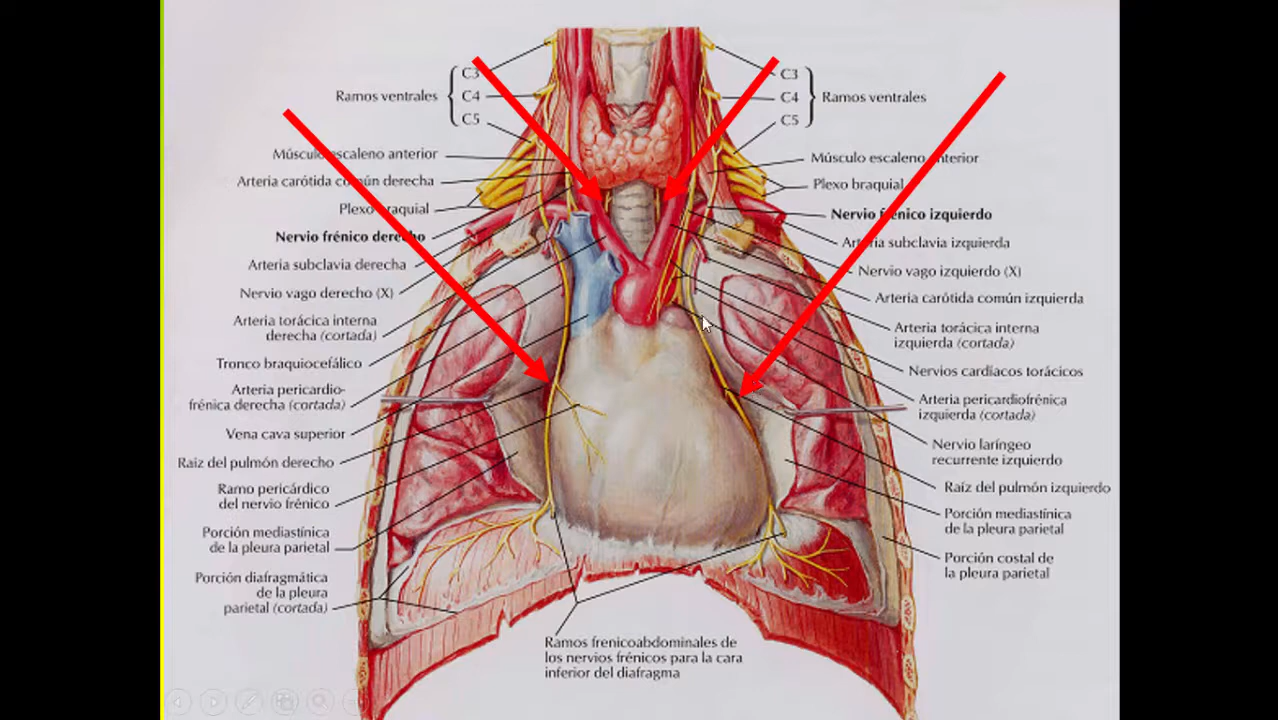 C3
C4
C5
Ramos ventrales
Músculo escaleno anterior
Arteria carótida común derecha
Plexo braquial
Nervio frénico derecho
Arteria subclavia derecha
Nervio vago derecho (X)
Arteria torácica interna
derecha (cortada)
Tronco braquiocefálico
Arteria pericardio-
frénica derecha (cortada)
Vena cava superior
Raiz del pulmón derecho
Ramo pericárdico
del nervio frénico
Porción mediastínica
de la pleura parietal
Porción diafragmática
de la pleura
parietal (cortada)
C3
C4
C5
Ramos ventrales
Músculo escaleno anterior
Plexo braquial
Nervio frénico izquierdo
Arteria subclavia izquierda
Nervio vago izquierdo (X)
Arteria carótida común izquierda
Arteria torácica interna
izquierda (cortada)
Nervios cardíacos torácicos
Arteria pericardiofrénica
izquierda (cortada)
Nervio laríngeo
recurrente izquierdo
Raíz del pulmón izquierdo
Porción mediastínica
de la pleura parietal
Porción costal de
la pleura parietal
Ramos frenicoabdominales de
los nervios frénicos para la cara
inferior del diafragma